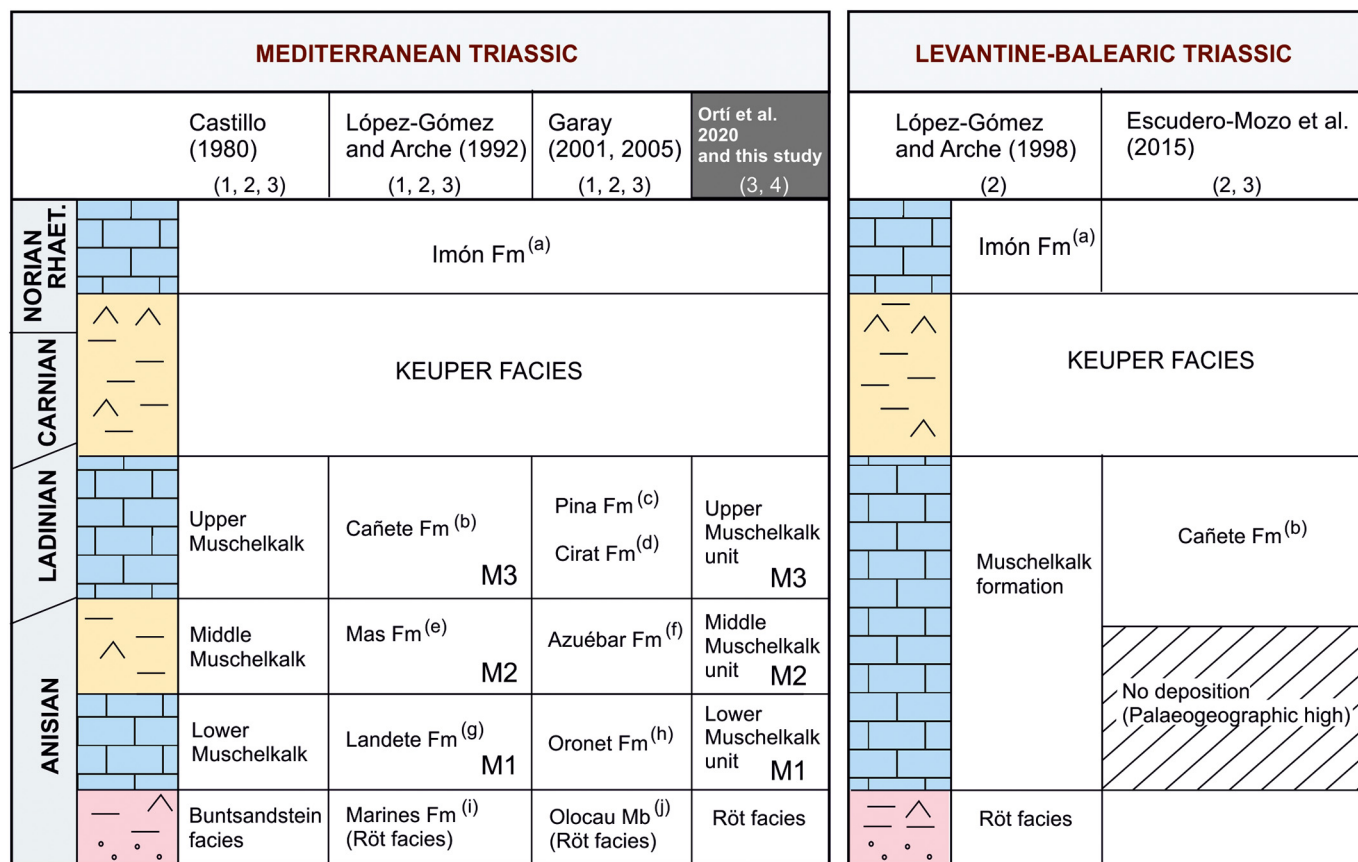 MEDITERRANEAN TRIASSIC
Castillo
(1980)
(1, 2, 3)
López-Gómez
and Arche (1992)
(1, 2, 3)
Garay
(2001, 2005)
(1, 2, 3)
Ortí et al.
2020
and this study
(3, 4)
NORIAN
RHAET.
Imón Fm(a)
CARNIAN
KEUPER FACIES
LADINIAN
Upper
Muschelkalk
Cañete Fm (b)
M3
Pina Fm (c)
Cirat Fm(d)
Upper
Muschelkalk
unit
M3
ANISIAN
Middle
Muschelkalk
Mas Fm(e)
M2
Azuébar Fm(f)
Middle
Muschelkalk
unit
M2
Lower
Muschelkalk
Landete Fm(g)
M1
Oronet Fm(h)
Lower
Muschelkalk
unit
M1
Buntsandstein
facies
Marines Fm (i)
(Röt facies)
Olocau Mb(j)
(Röt facies)
Röt facies
LEVANTINE-BALEARIC TRIASSIC
López-Gómez
and Arche (1998)
(2)
Escudero-Mozo et al.
(2015)
(2, 3)
Imón Fm(a)
KEUPER FACIES
Muschelkalk
formation
Cañete Fm(b)
No deposition
(Palaeogeographic high)
Röt facies